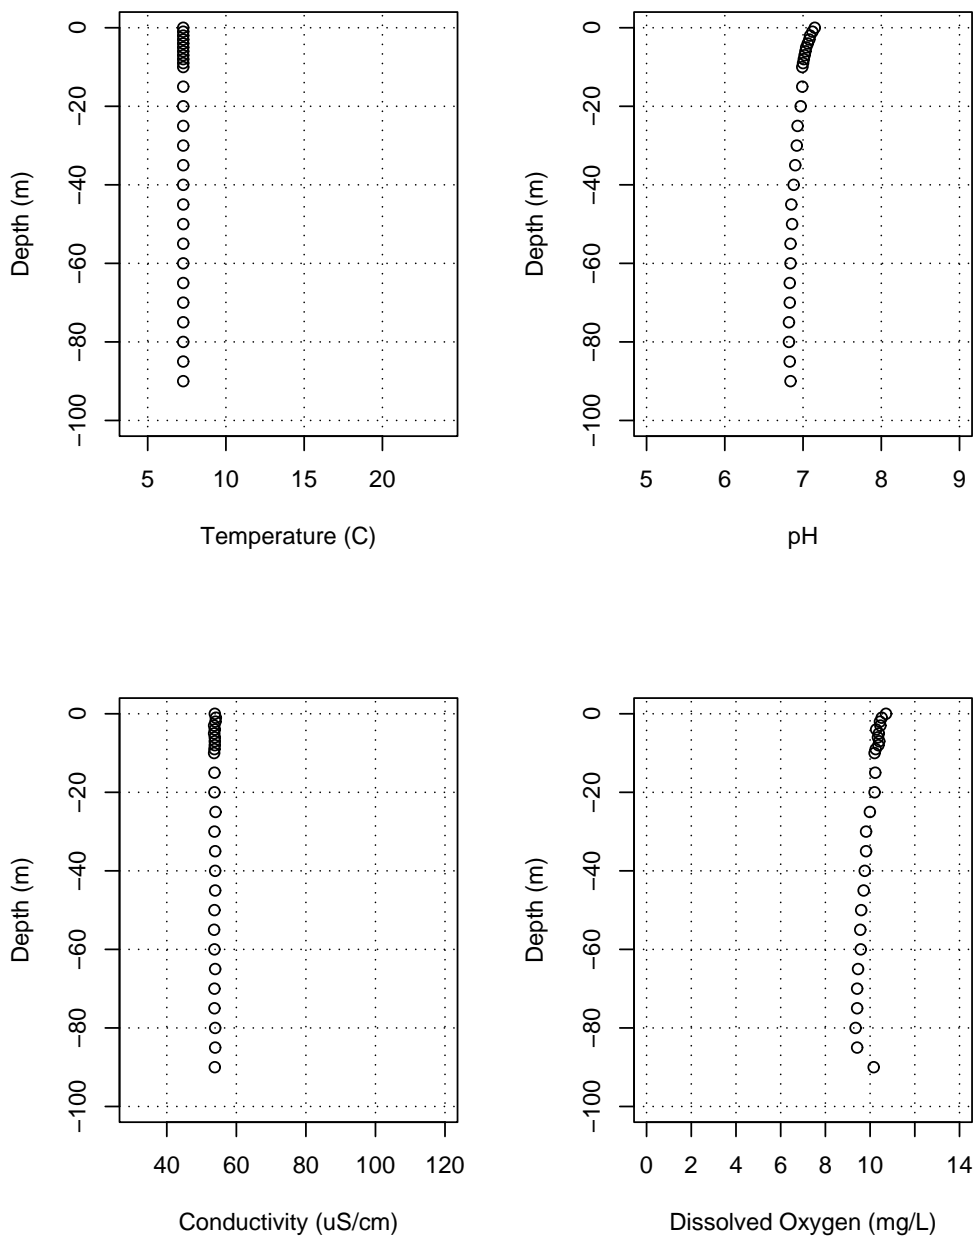 0
−20
−40
−60
−80
−100
Depth (m)
5 10 15 20
Temperature (C)
0
−20
−40
−60
−80
−100
Depth (m)
5 6 7 8 9
pH
0
−20
−40
−60
−80
−100
Depth (m)
40 60 80 100 120
Conductivity (uS/cm)
0
−20
−40
−60
−80
−100
Depth (m)
0 2 4 6 8 10 14
Dissolved Oxygen (mg/L)